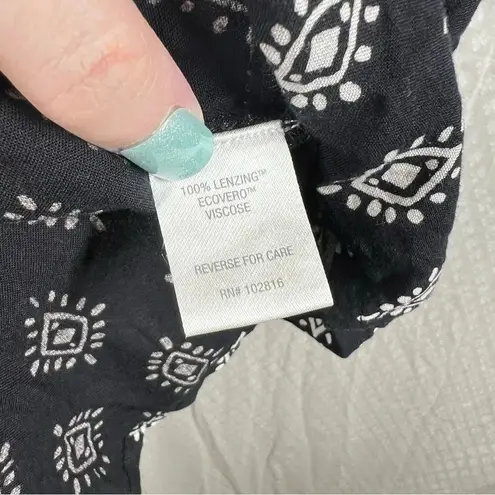 100% LENZING™
ECOVERO™
VISCOSE
REVERSE FOR CARE
RN# 102816